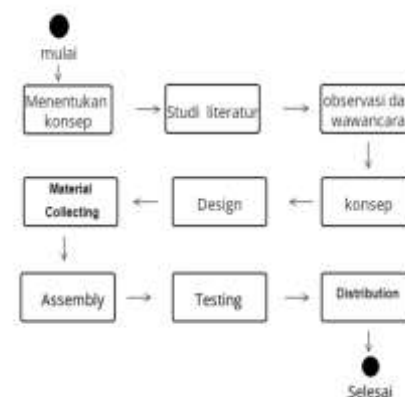 mulai
Menentukan
konsep
Studi literatur
observasi da
wawancara
konsep
Design
Material
Collecting
Assembly
Testing
Distribution
Selesai